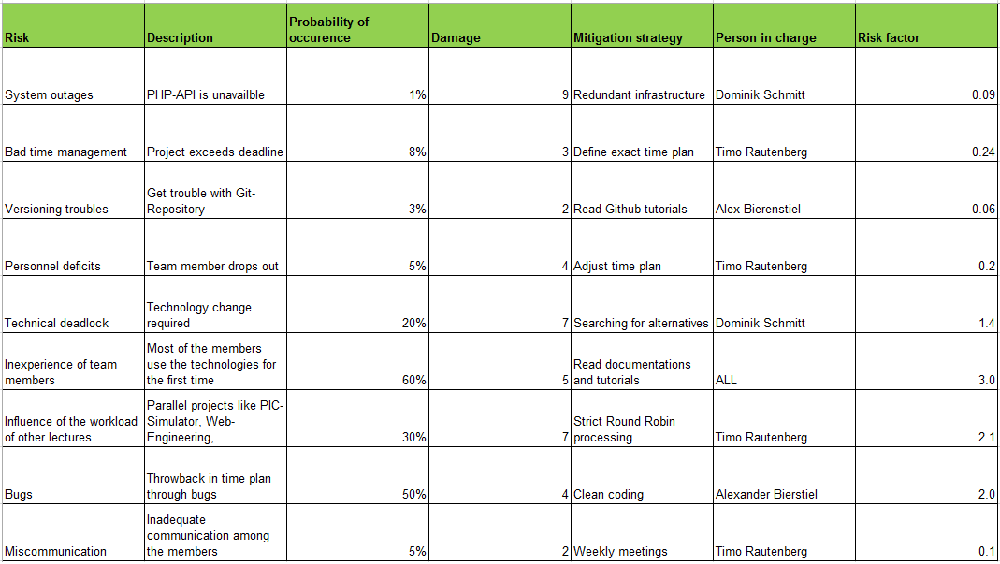 Risk Description Probability of occurence Damage Mitigation strategy Person in charge Risk factor
System outages PHP-API is unavailble 1% 9 Redundant infrastructure Dominik Schmitt 0.09
Bad time management Project exceeds deadline 8% 3 Define exact time plan Timo Rautenberg 0.24
Versioning troubles Get trouble with Git-Repository 3% 2 Read Github tutorials Alex Bierenstiel 0.06
Personnel deficits Team member drops out 5% 4 Adjust time plan Timo Rautenberg 0.2
Technical deadlock Technology change required 20% 7 Searching for alternatives Dominik Schmitt 1.4
Inexperience of team members Most of the members use the technologies for the first time 60% 5 Read documentations and tutorials ALL 3.0
Influence of the workload of other lectures Parallel projects like PIC-Simulator, Web-Engineering, ... 30% 7 Strict Round Robin processing Timo Rautenberg 2.1
Bugs Throwback in time plan through bugs 50% 4 Clean coding Alexander Bierstiel 2.0
Miscommunication Inadequate communication among the members 5% 2 Weekly meetings Timo Rautenberg 0.1